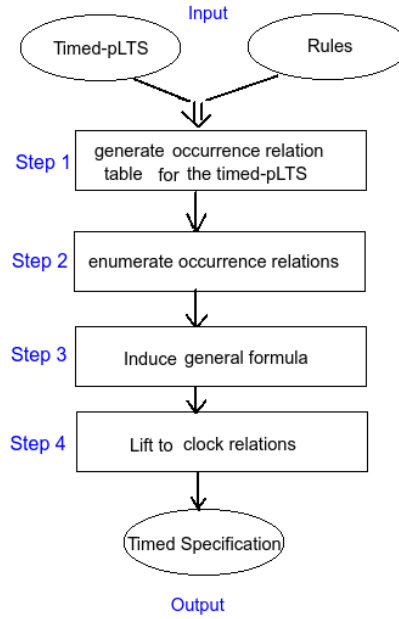 Input
Timed-pLTS
Rules
Step 1
generate occurrence relation
table for the timed-pLTS
Step 2
enumerate occurrence relations
Step 3
Induce general formula
Step 4
Lift to clock relations
Timed Specification
Output